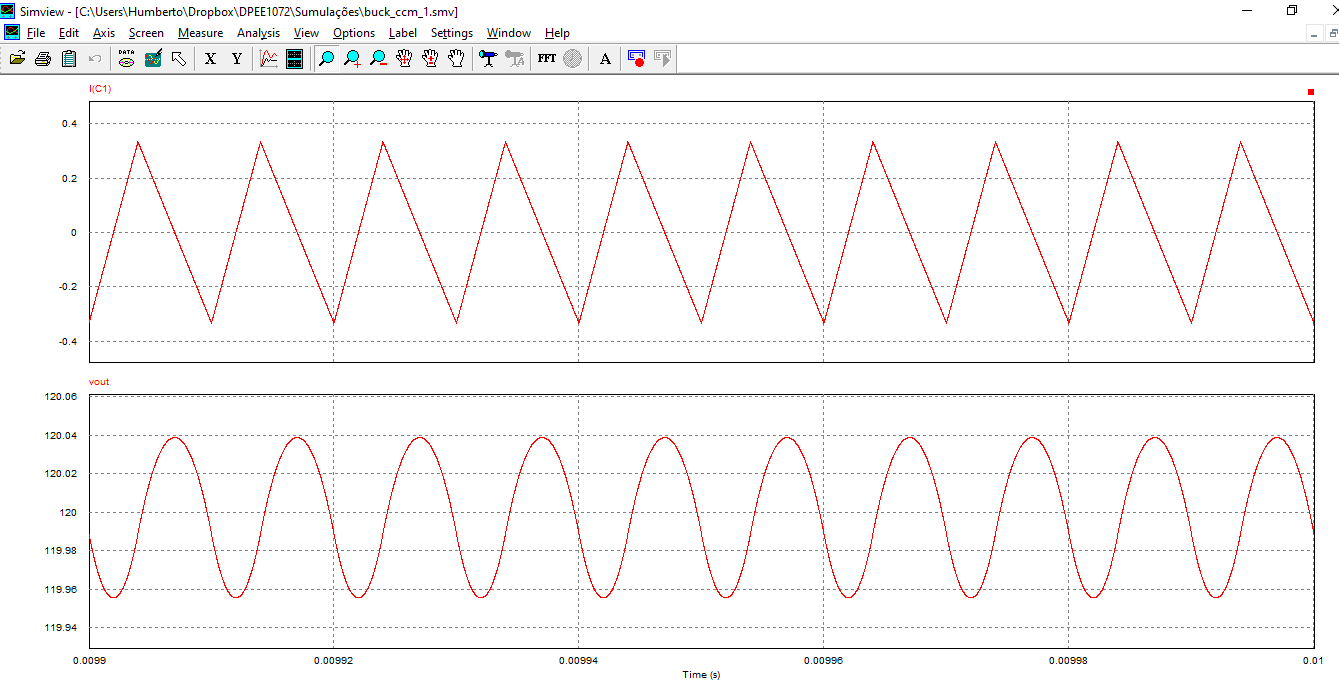 Simview - [C:\Users\Humberto\Dropbox\DPEE1072\Sumulações\buck_ccm_1.smv]
File Edit Axis Screen Measure Analysis View Options Label Settings Window Help
DATA X Y FFT A
I(C1)
0.4
0.2
0
-0.2
-0.4
vout
120.06
120.04
120.02
120
119.98
119.96
119.94
0.0099 0.00992 0.00994 0.00996 0.00998 0.01
Time (s)